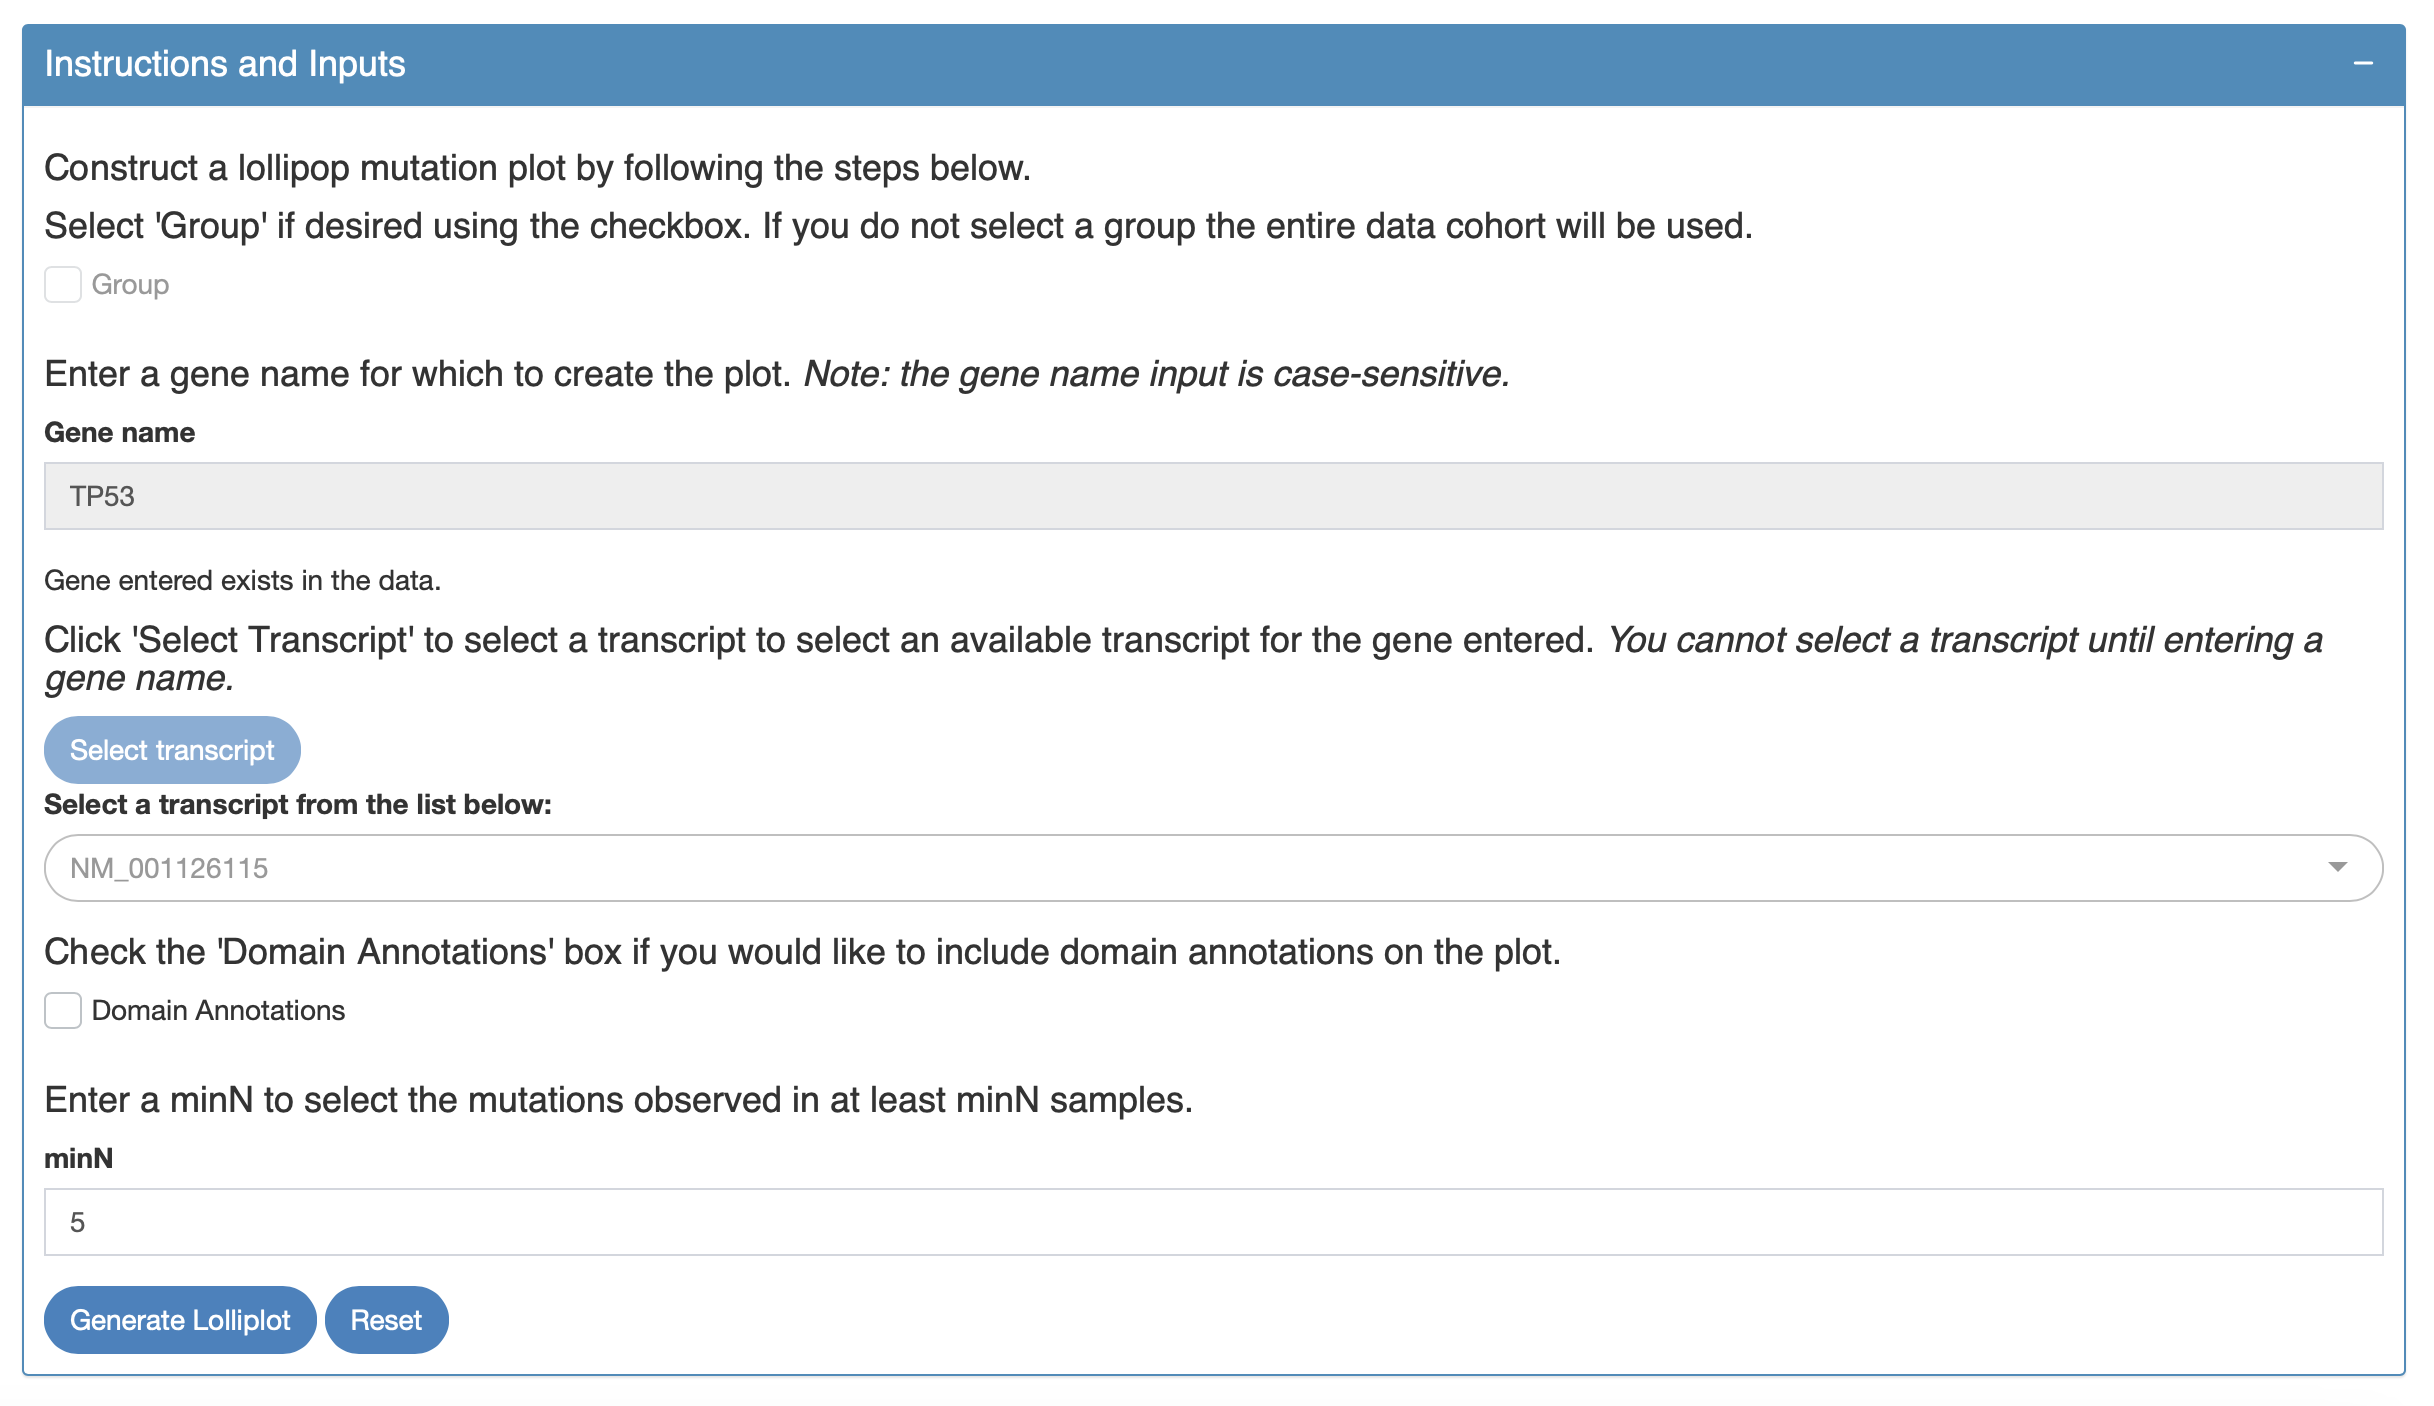 Instructions and Inputs
Construct a lollipop mutation plot by following the steps below.
Select 'Group' if desired using the checkbox. If you do not select a group the entire data cohort will be used.
Group
Enter a gene name for which to create the plot. Note: the gene name input is case-sensitive.
Gene name
TP53
Gene entered exists in the data.
Click 'Select Transcript' to select a transcript to select an available transcript for the gene entered. You cannot select a transcript until entering a
gene name.
Select transcript
Select a transcript from the list below:
NM_001126115
Check the 'Domain Annotations' box if you would like to include domain annotations on the plot.
Domain Annotations
Enter a minN to select the mutations observed in at least minN samples.
minN
5
Generate Lolliplot Reset